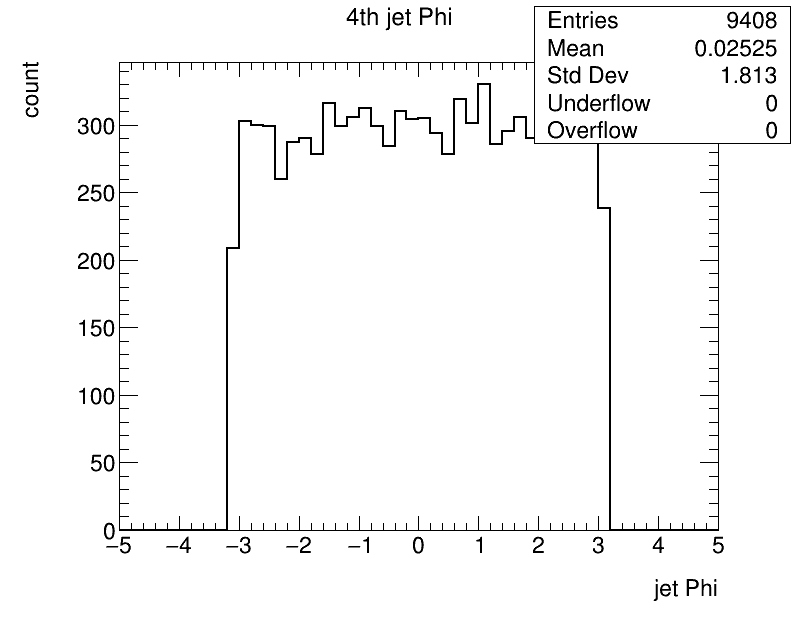 4th jet Phi
Entries 9408
Mean 0.02525
Std Dev 1.813
Underflow 0
Overflow 0
count
300
250
200
150
100
50
0
−5 −4 −3 −2 −1 0 1 2 3 4 5
jet Phi